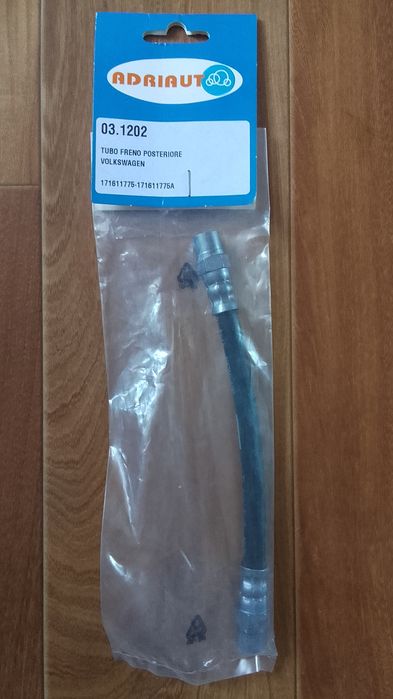 ADRIAUTO
03.1202
TUBO FRENO POSTERIORE
VOLKSWAGEN
171611775-171611775A